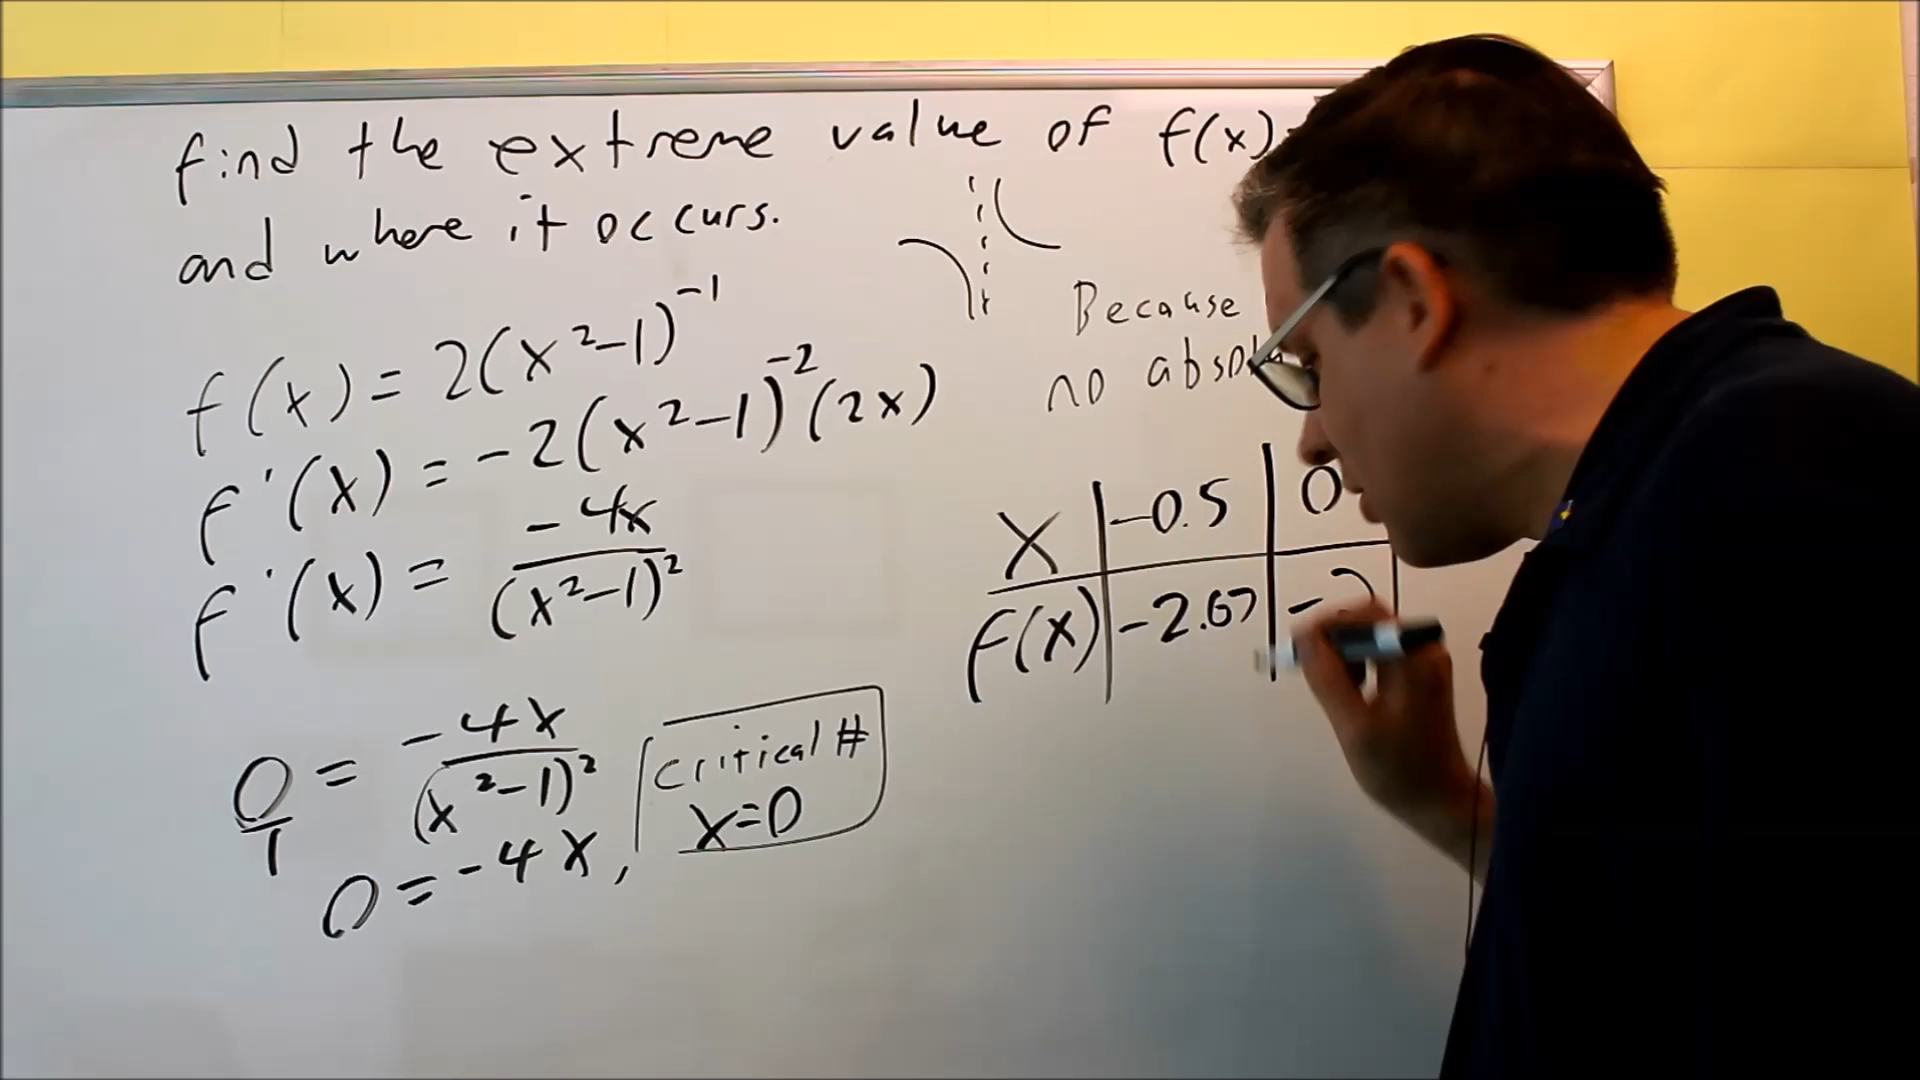 find the extreme value of f(x)=
and where it occurs.
f(x) = 2(x²-1)⁻¹
f'(x) = -2(x²-1)⁻²(2x)
f'(x) = -4x/(x²-1)²
0/1 = -4x/(x²-1)²
0 = -4x,
critical #
x=0
Because
no
x | -0.5 | 0
f(x) | -2.67 | -2